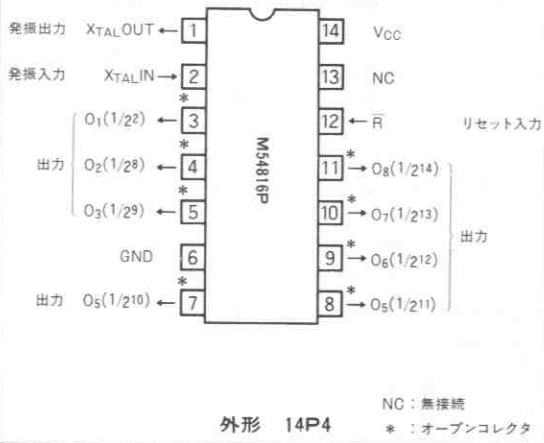 発振出力 XTALOUT ← 1
発振入力 XTALIN → 2
* 3 O1(1/2²) ←
* 4 O2(1/2⁸) ←
* 5 O3(1/2⁹) ←
出力
GND 6
出力 O5(1/2¹⁰) ← * 7
M54816P
14 VCC
13 NC
12 ← R̅ リセット入力
11 * → O8(1/2¹⁴)
10 * → O7(1/2¹³)
9 * → O6(1/2¹²)
8 * → O5(1/2¹¹)
出力
外形 14P4
NC：無接続
*：オープンコレクタ